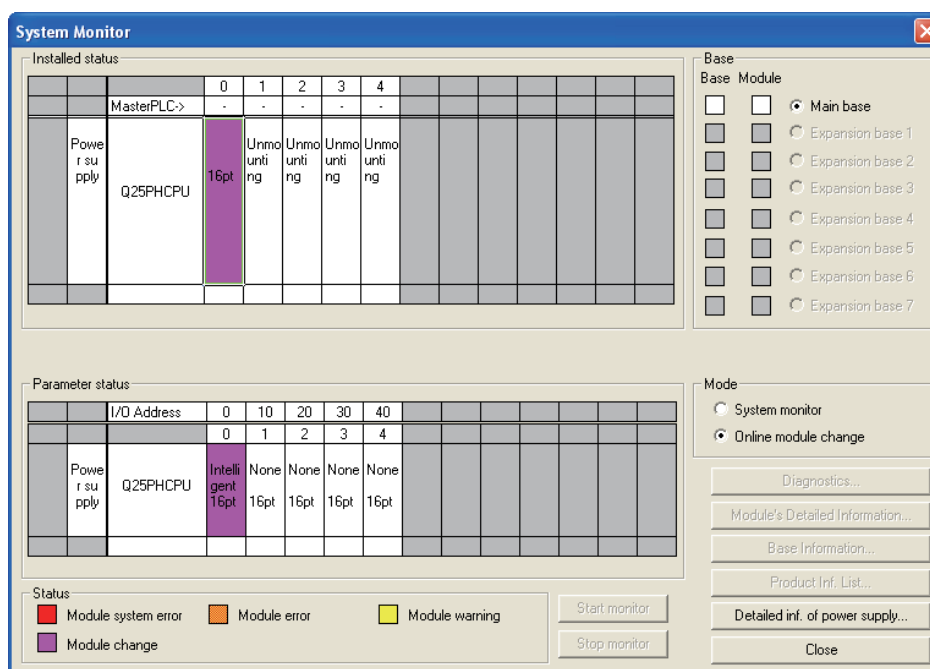 System Monitor
Installed status
0 1 2 3 4
MasterPLC-> - - - - -
Powe
r su
pply
Q25PHCPU
16pt
Unmo
unti
ng
Unmo
unti
ng
Unmo
unti
ng
Unmo
unti
ng
Base
Base Module
Main base
Expansion base 1
Expansion base 2
Expansion base 3
Expansion base 4
Expansion base 5
Expansion base 6
Expansion base 7
Parameter status
I/O Address 0 10 20 30 40
0 1 2 3 4
Powe
r su
pply
Q25PHCPU
Intelli
gent
16pt
None
16pt
None
16pt
None
16pt
None
16pt
Mode
System monitor
Online module change
Diagnostics...
Module's Detailed Information...
Base Information...
Product Inf. List...
Detailed inf. of power supply...
Close
Status
Module system error
Module error
Module warning
Module change
Start monitor
Stop monitor